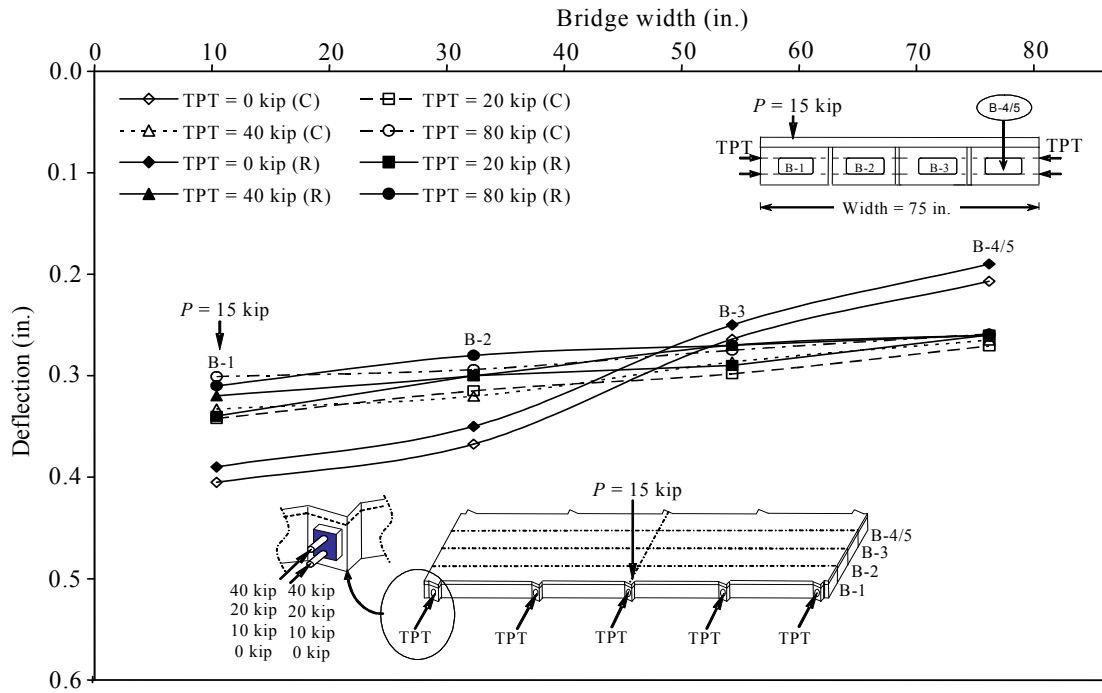 Bridge width (in.)
0 10 20 30 40 50 60 70 80
0.0
0.1
0.2
0.3
0.4
0.5
0.6
Deflection (in.)
TPT = 0 kip (C) TPT = 20 kip (C)
TPT = 40 kip (C) TPT = 80 kip (C)
TPT = 0 kip (R) TPT = 20 kip (R)
TPT = 40 kip (R) TPT = 80 kip (R)
P = 15 kip
B-4/5
TPT TPT
B-1 B-2 B-3
Width = 75 in.
P = 15 kip
B-1
B-2
B-3
B-4/5
P = 15 kip
B-4/5
B-3
B-2
B-1
40 kip 40 kip
20 kip 20 kip
10 kip 10 kip
0 kip 0 kip
TPT TPT TPT TPT TPT